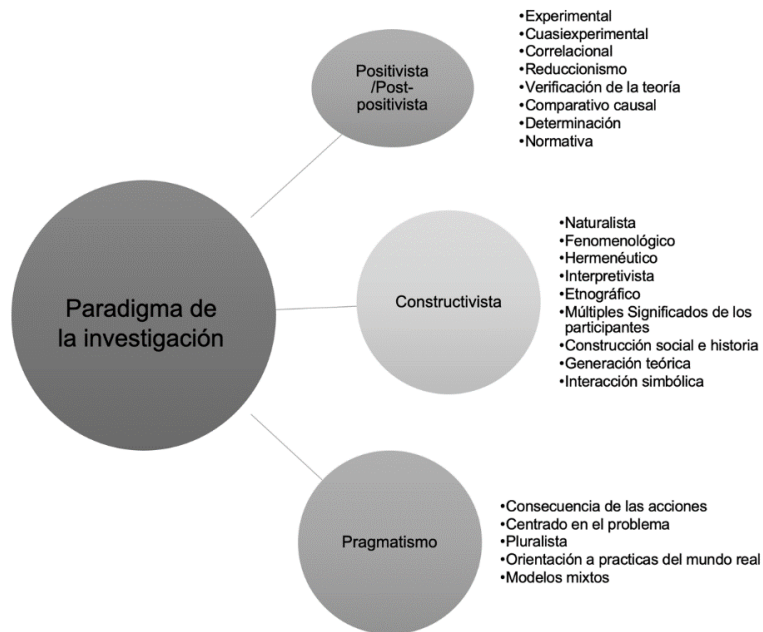 Paradigma de
la investigación
Positivista
/Post-
positivista
•Experimental
•Cuasiexperimental
•Correlacional
•Reduccionismo
•Verificación de la teoría
•Comparativo causal
•Determinación
•Normativa
Constructivista
•Naturalista
•Fenomenológico
•Hermenéutico
•Interpretivista
•Etnográfico
•Múltiples Significados de los
participantes
•Construcción social e historia
•Generación teórica
•Interacción simbólica
Pragmatismo
•Consecuencia de las acciones
•Centrado en el problema
•Pluralista
•Orientación a practicas del mundo real
•Modelos mixtos